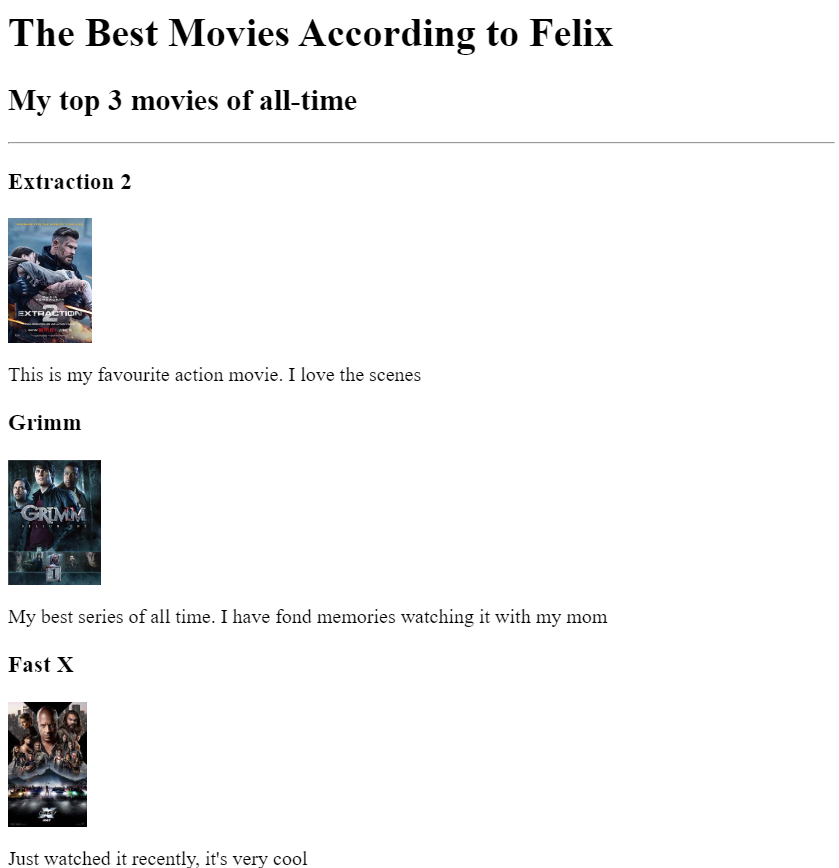 The Best Movies According to Felix
My top 3 movies of all-time
Extraction 2
EXTRACTION
2
This is my favourite action movie. I love the scenes
Grimm
GRIMM
My best series of all time. I have fond memories watching it with my mom
Fast X
Just watched it recently, it's very cool